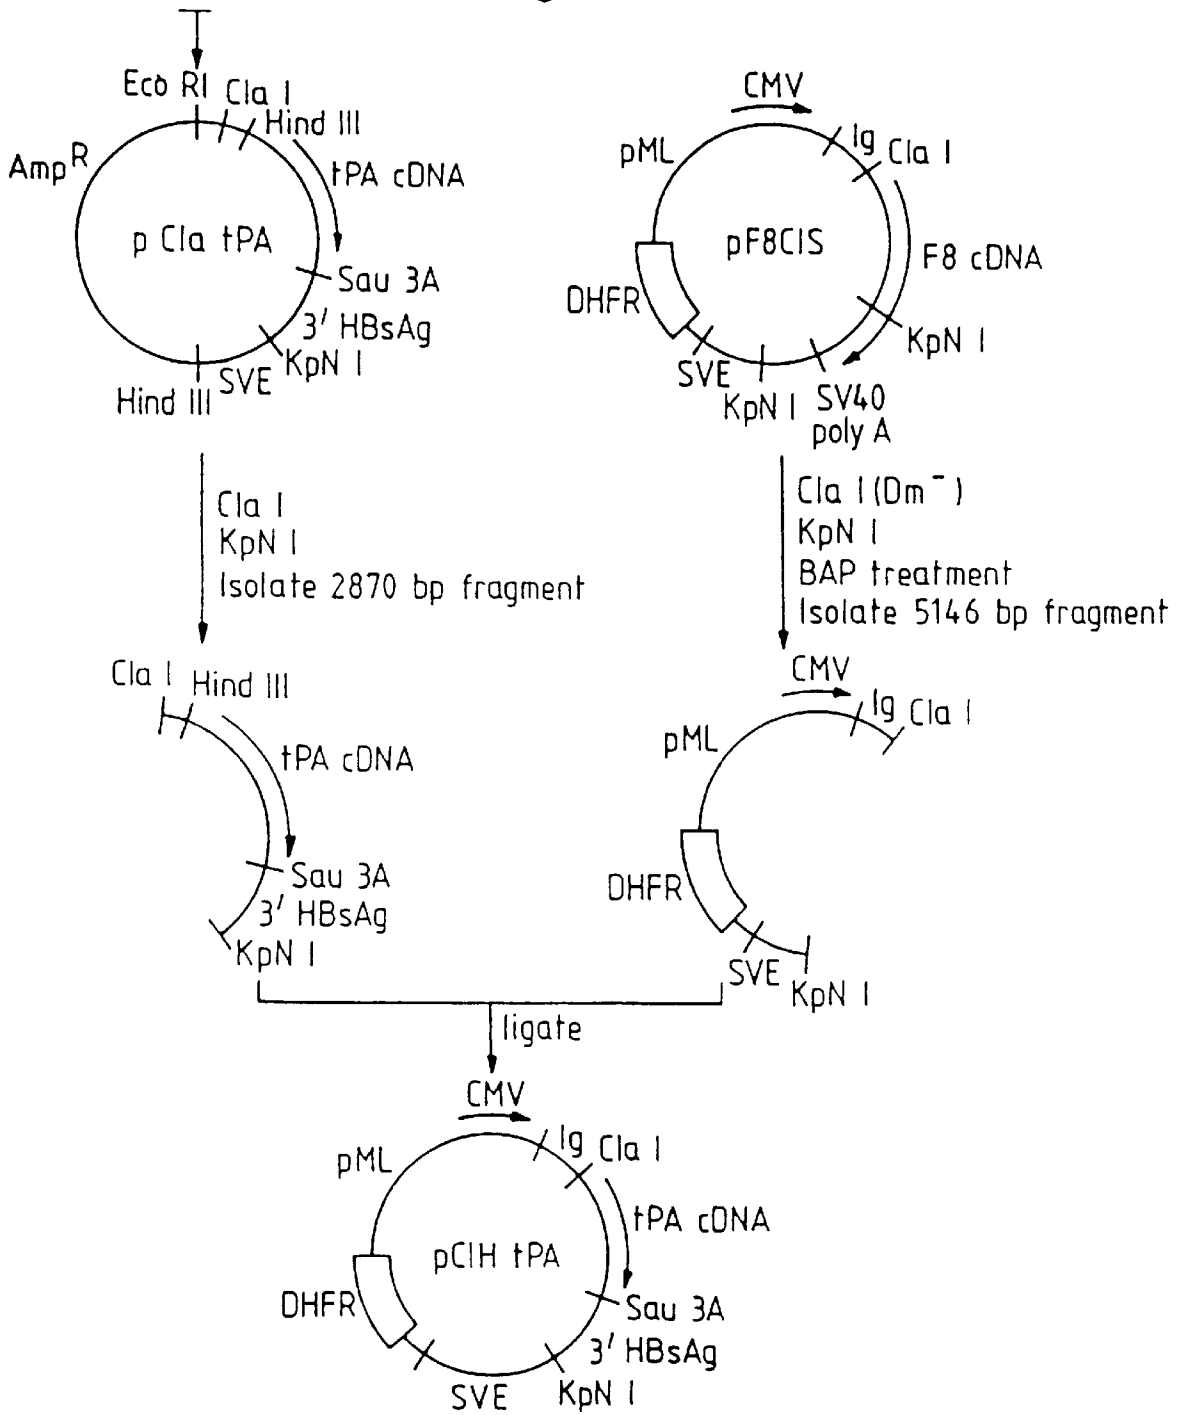 Eco RI
Cla I
Hind III
Amp R
tPA cDNA
p Cla tPA
Sau 3A
3' HBsAg
KpN I
SVE
Hind III
CMV
Ig
Cla I
pML
pF8CIS
F8 cDNA
DHFR
KpN I
SVE
KpN I
SV40
poly A
Cla I
KpN I
Isolate 2870 bp fragment
Cla I (Dm⁻)
KpN I
BAP treatment
Isolate 5146 bp fragment
Cla I
Hind III
tPA cDNA
Sau 3A
3' HBsAg
KpN I
CMV
Ig
Cla I
pML
DHFR
SVE
KpN I
ligate
CMV
Ig
Cla I
pML
tPA cDNA
pCIH tPA
DHFR
Sau 3A
3' HBsAg
SVE
KpN I